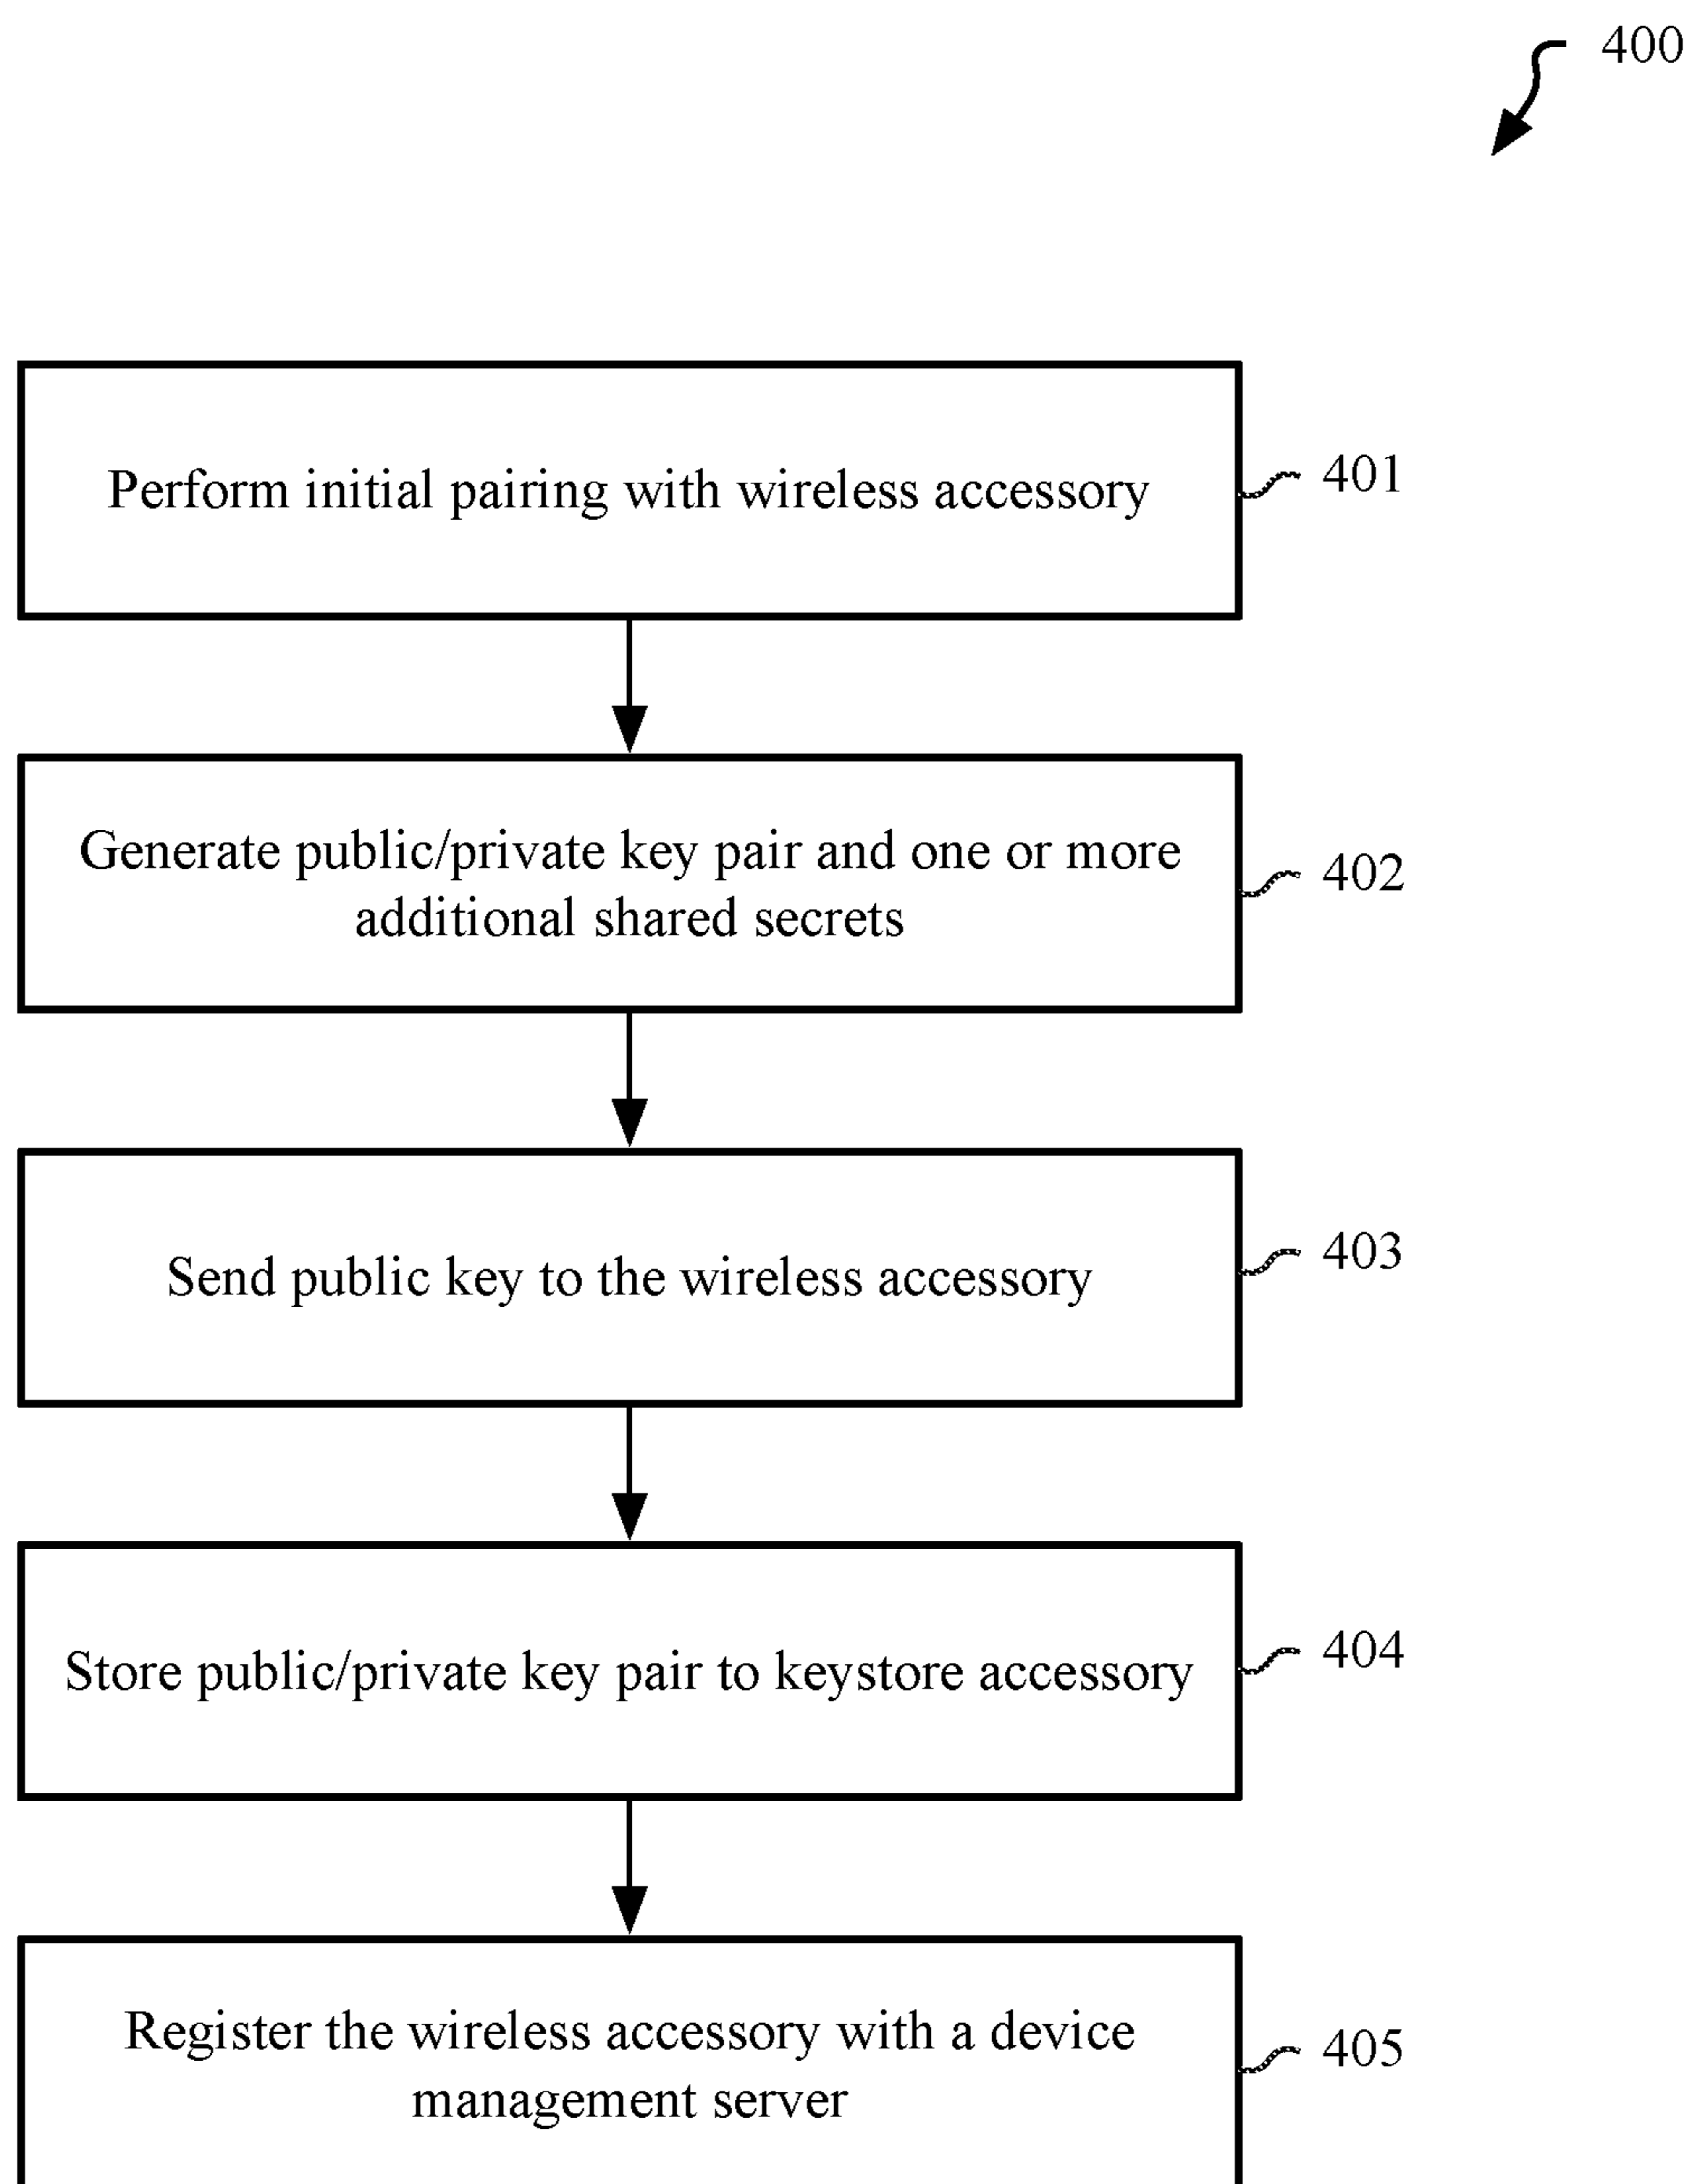 400
Perform initial pairing with wireless accessory
401
Generate public/private key pair and one or more
additional shared secrets
402
Send public key to the wireless accessory
403
Store public/private key pair to keystore accessory
404
Register the wireless accessory with a device
management server
405